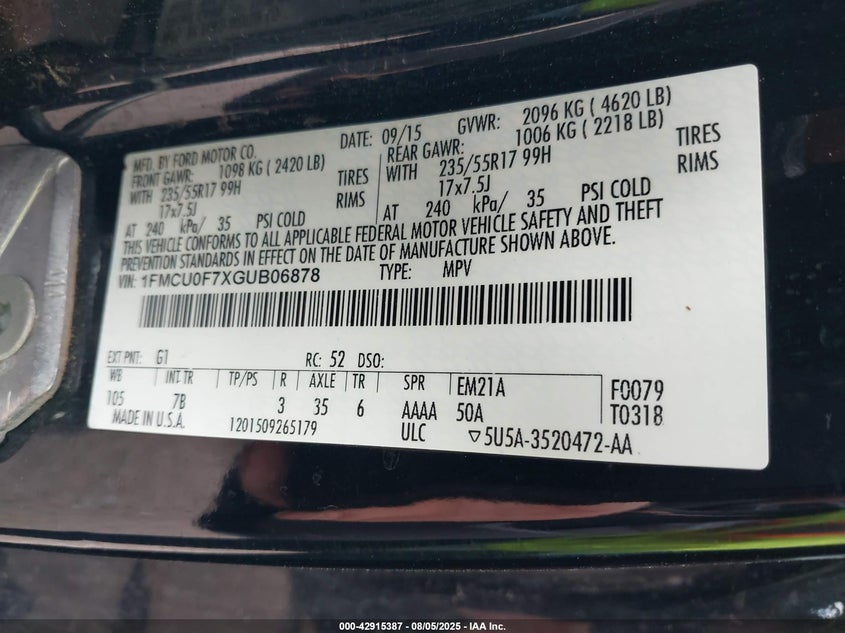 MFD. BY FORD MOTOR CO. DATE: 09/15 GVWR: 2096 KG ( 4620 LB)
FRONT GAWR: 1098 KG ( 2420 LB) REAR GAWR: 1006 KG ( 2218 LB)
WITH 235/55R17 99H TIRES WITH 235/55R17 99H TIRES
17x7.5J RIMS 17x7.5J RIMS
AT 240 kPa/ 35 PSI COLD AT 240 kPa/ 35 PSI COLD
THIS VEHICLE CONFORMS TO ALL APPLICABLE FEDERAL MOTOR VEHICLE SAFETY AND THEFT
PREVENTION STANDARDS IN EFFECT ON THE DATE OF MANUFACTURE SHOWN ABOVE.
VIN: 1FMCU0F7XGUB06878 TYPE: MPV
EXT PNT: G1 RC: 52 DSO:
WB INT TR TP/PS R AXLE TR SPR EM21A F0079
105 7B 3 35 6 AAAA 50A T0318
MADE IN U.S.A. 1201509265179 ULC ▽5U5A-3520472-AA
000-42915387 - 08/05/2025 - IAA Inc.